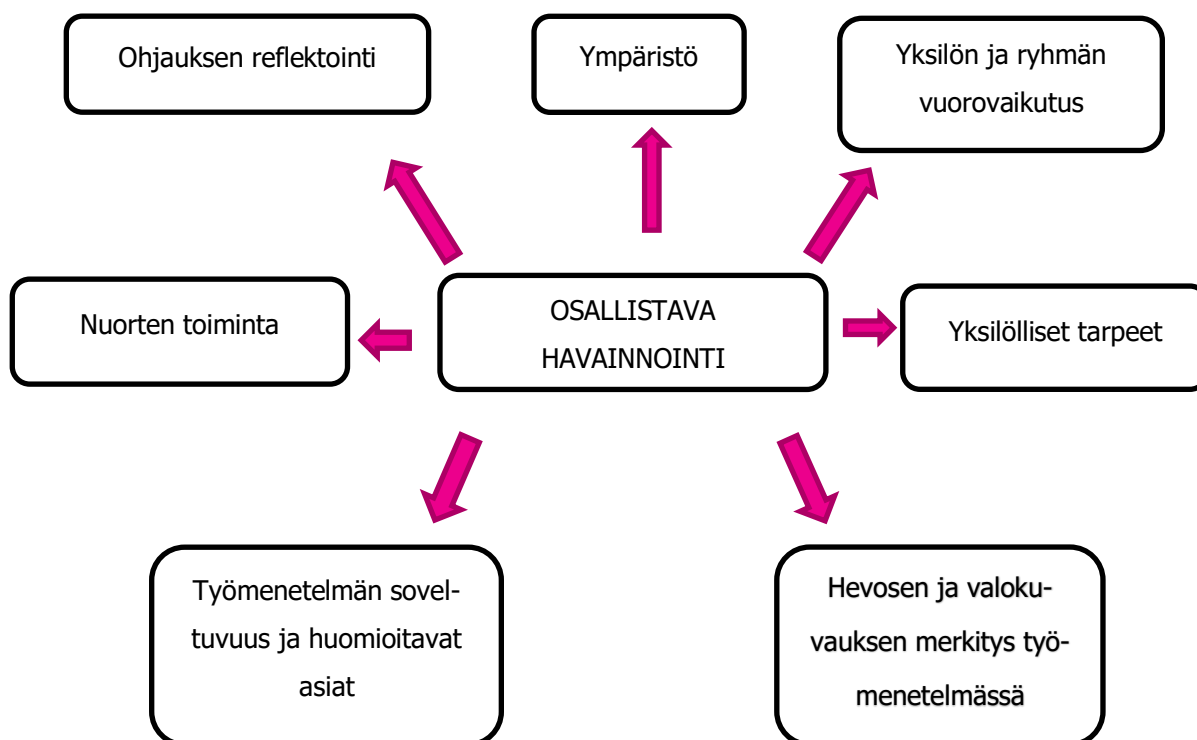 Ohjauksen reflektointi
Ympäristö
Yksilön ja ryhmän
vuorovaikutus
Nuorten toiminta
OSALLISTAVA
HAVAINNOINTI
Yksilölliset tarpeet
Työmenetelmän sovel-
tuvuus ja huomioitavat
asiat
Hevosen ja valoku-
vauksen merkitys työ-
menetelmässä